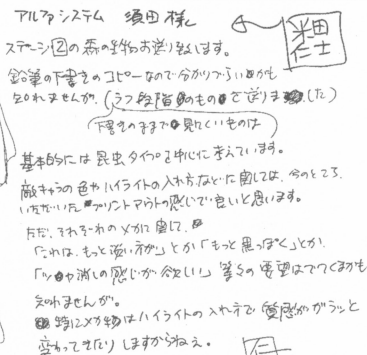 アルファシステム 須田様
ステージ2の森の絵お送り致します。
鉛筆の下書きのコピーなので分かりづらいかも
知れませんが、(ラフ段階のものを送りました)
下書きのままで見にくいものは
基本的には昆虫タイプを中心に考えています。
敵キャラの色やハイライトの入れ方などに関しては、今のところ
いただいたプリントアウトの感じで良いと思います。
ただ、それぞれのメカに関して、
「これは、もっと淡い方が」とか「もっと黒っぽく」とか、
「ツヤ消しの感じが欲しい」等々の要望はでてくるかも
知れませんが。
特にメカ物はハイライトの入れ方で質感がガラッと
変わってきたりしますからねぇ。